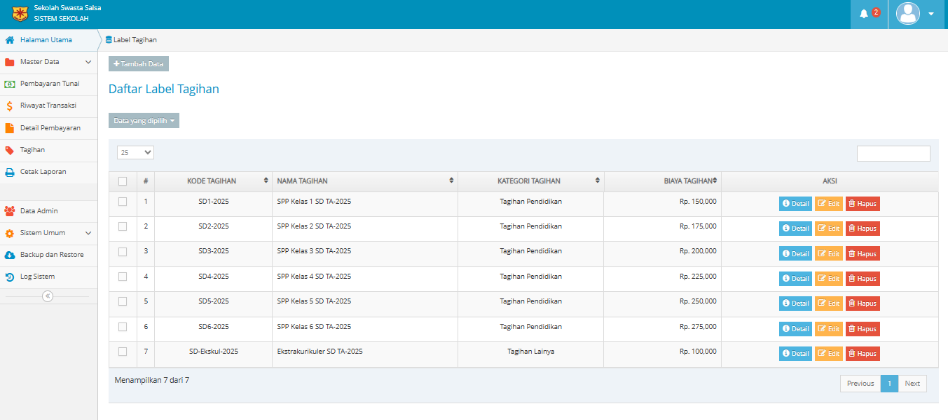 Sekolah Swasta Salsa
SISTEM SEKOLAH
2
Halaman Utama
Master Data
Pembayaran Tunai
Riwayat Transaksi
Detail Pembayaran
Tagihan
Cetak Laporan
Data Admin
Sistem Umum
Backup dan Restore
Log Sistem
Label Tagihan
+Tambah Data
Daftar Label Tagihan
Data yang dipilih
25
# KODE TAGIHAN NAMA TAGIHAN KATEGORI TAGIHAN BIAYA TAGIHAN AKSI
1 SD1-2025 SPP Kelas 1 SD TA-2025 Tagihan Pendidikan Rp. 150,000 Detail Edit Hapus
2 SD2-2025 SPP Kelas 2 SD TA-2025 Tagihan Pendidikan Rp. 175,000 Detail Edit Hapus
3 SD3-2025 SPP Kelas 3 SD TA-2025 Tagihan Pendidikan Rp. 200,000 Detail Edit Hapus
4 SD4-2025 SPP Kelas 4 SD TA-2025 Tagihan Pendidikan Rp. 225,000 Detail Edit Hapus
5 SD5-2025 SPP Kelas 5 SD TA-2025 Tagihan Pendidikan Rp. 250,000 Detail Edit Hapus
6 SD6-2025 SPP Kelas 6 SD TA-2025 Tagihan Pendidikan Rp. 275,000 Detail Edit Hapus
7 SD-Ekskul-2025 Ekstrakurikuler SD TA-2025 Tagihan Lainya Rp. 100,000 Detail Edit Hapus
Menampilkan 7 dari 7
Previous 1 Next